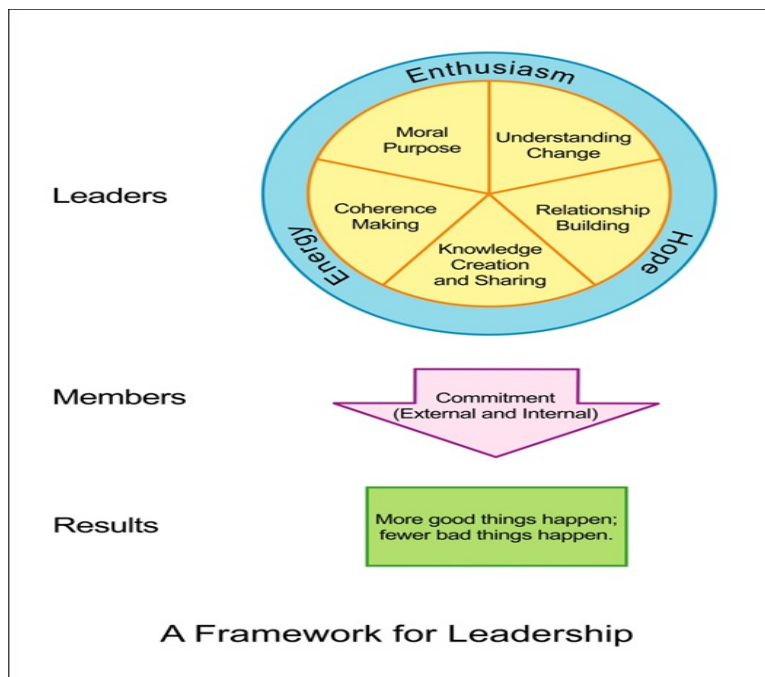 Enthusiasm
Moral
Purpose
Understanding
Change
Leaders
Coherence
Making
Relationship
Building
Knowledge
Creation
and Sharing
Energy
Hope
Members
Commitment
(External and Internal)
Results
More good things happen;
fewer bad things happen.
A Framework for Leadership